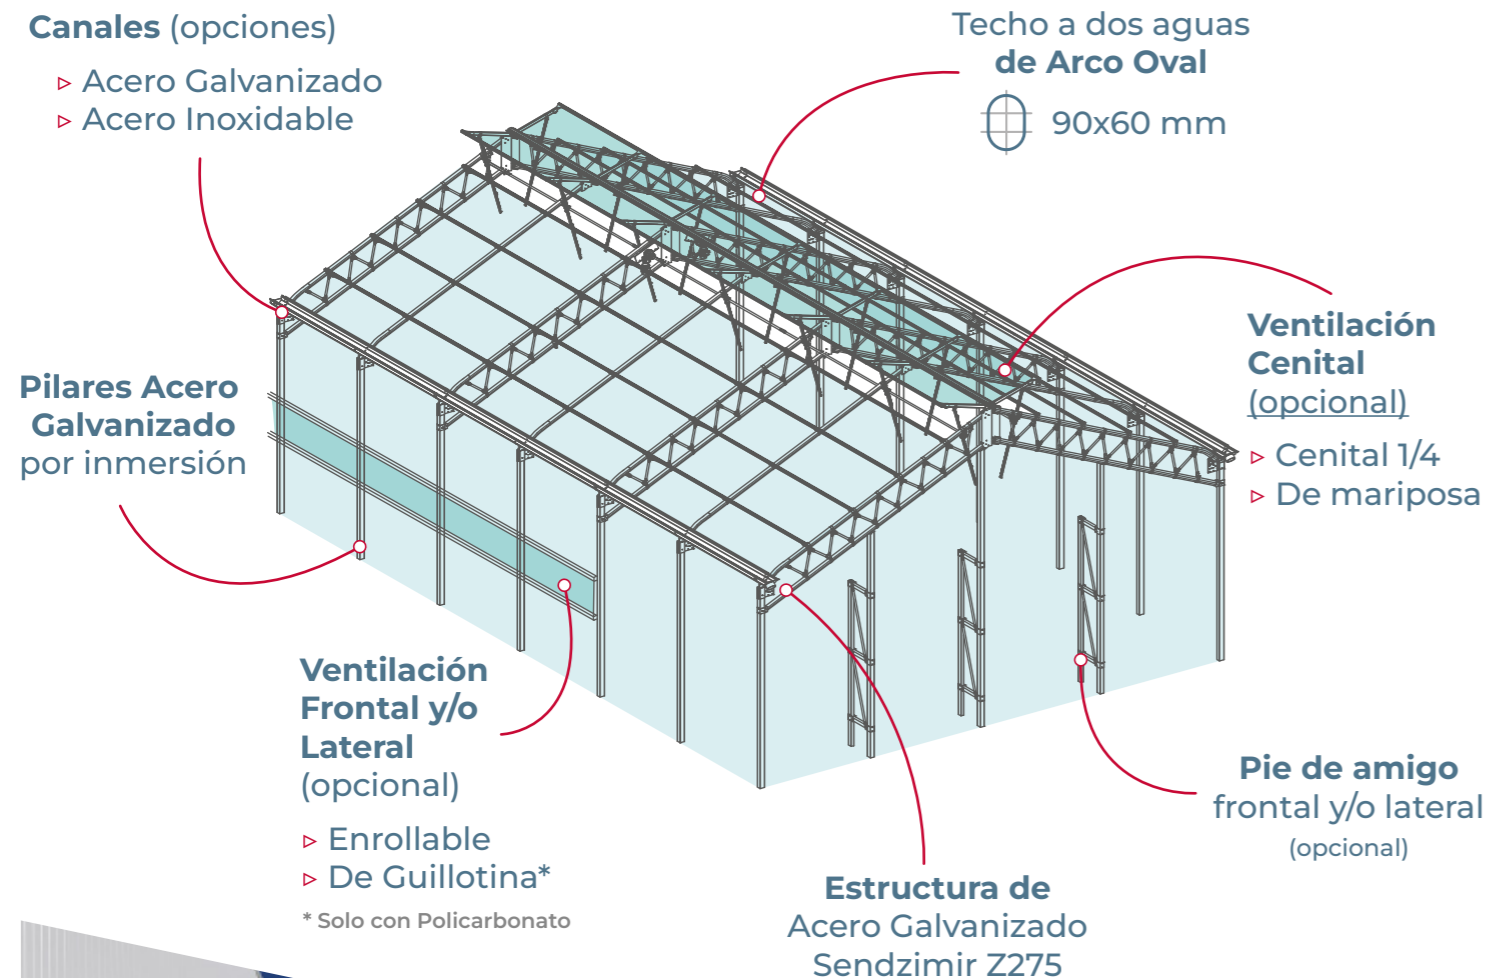 Canales (opciones)
▹ Acero Galvanizado
▹ Acero Inoxidable
Techo a dos aguas
de Arco Oval
90x60 mm
Ventilación
Cenital
(opcional)
▹ Cenital 1/4
▹ De mariposa
Pilares Acero
Galvanizado
por inmersión
Ventilación
Frontal y/o
Lateral
(opcional)
▹ Enrollable
▹ De Guillotina*
* Solo con Policarbonato
Pie de amigo
frontal y/o lateral
(opcional)
Estructura de
Acero Galvanizado
Sendzimir Z275